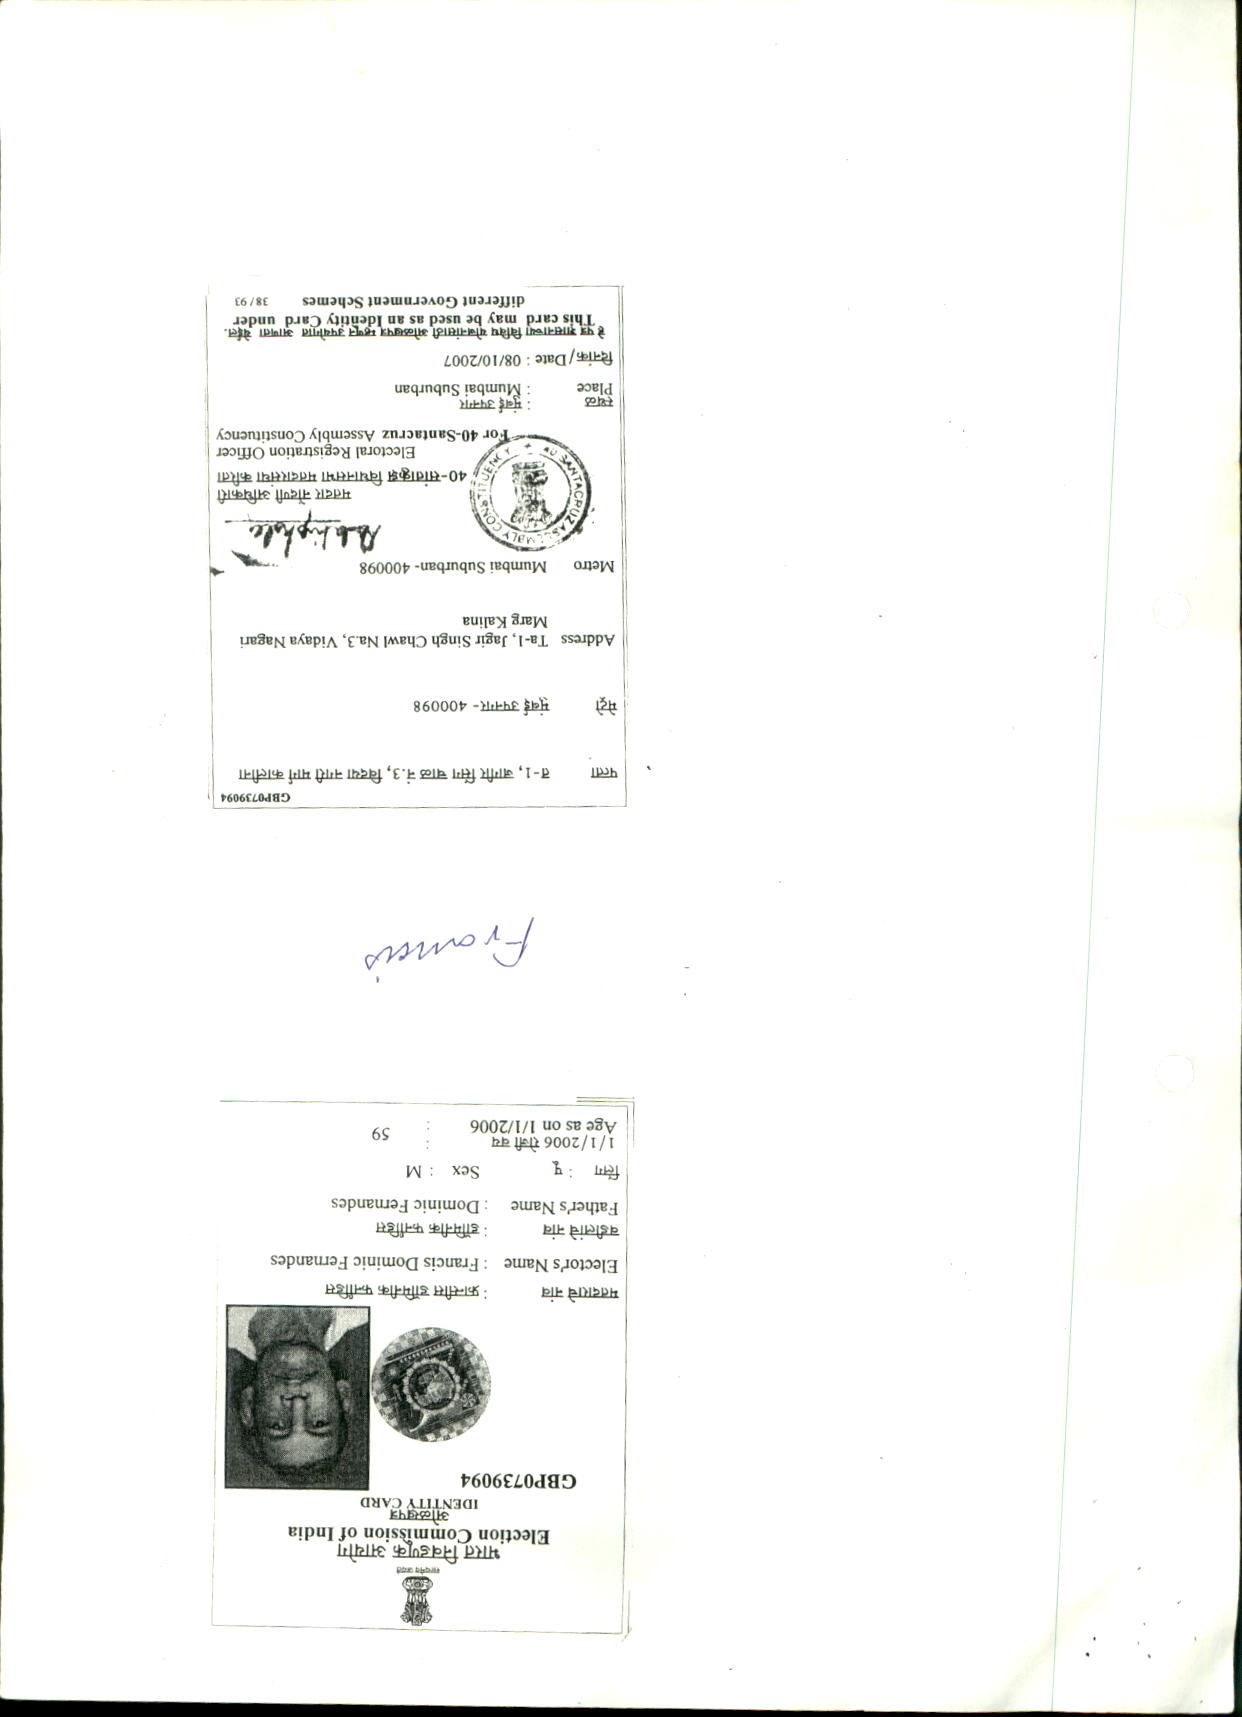 सत्यमेव जयते
भारत निवडणूक आयोग
Election Commission of India
ओळखपत्र
IDENTITY CARD
GBP0739094
मतदाराचे नांव : फ्रान्सीस डॉमिनीक फर्नांडिस
Elector's Name : Francis Dominic Fernandes
वडीलांचे नांव : डॉमिनीक फर्नांडिस
Father's Name : Dominic Fernandes
लिंग : पू Sex : M
1/1/2006 रोजी वय :
Age as on 1/1/2006 : 59
Francis
GBP0739094
पत्ता त-1, जागीर सिंग चाळ नं.3, विदया नगरी मार्ग कालीना
मेट्रो मुंबई उपनगर- 400098
Address Ta-1, Jagir Singh Chawl Na.3, Vidaya Nagari
Marg Kalina
Metro Mumbai Suburban- 400098
40 SANTACRUZ ASSEMBLY CONSTITUENCY
मतदार नोंदणी अधिकारी
40-सांताक्रुझ विधानसभा मतदारसंघा करिता
Electoral Registration Officer
For 40-Santacruz Assembly Constituency
स्थळ : मुंबई उपनगर
Place : Mumbai Suburban
दिनांक/Date : 08/10/2007
हे पत्र शासनाच्या विविध योजनांसाठी ओळखपत्र म्हणून उपयोगात आणता येईल.
This card may be used as an Identity Card under
different Government Schemes 38/93